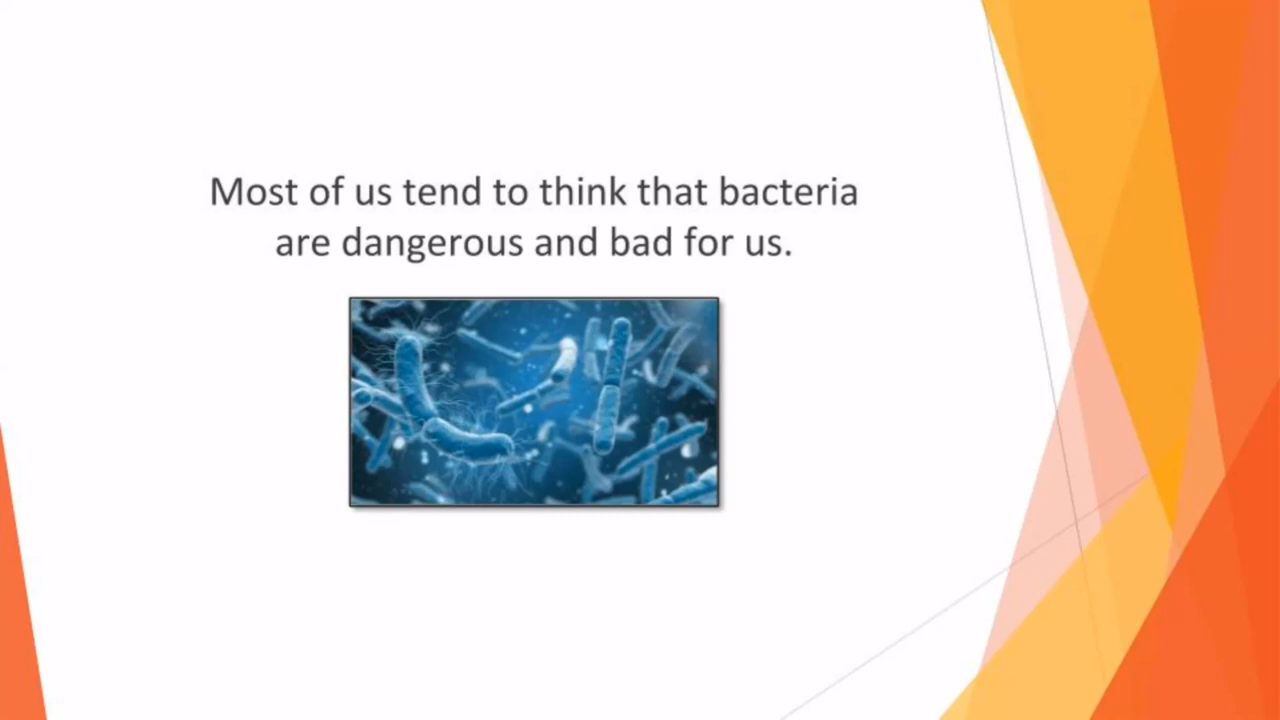 Most of us tend to think that bacteria
are dangerous and bad for us.